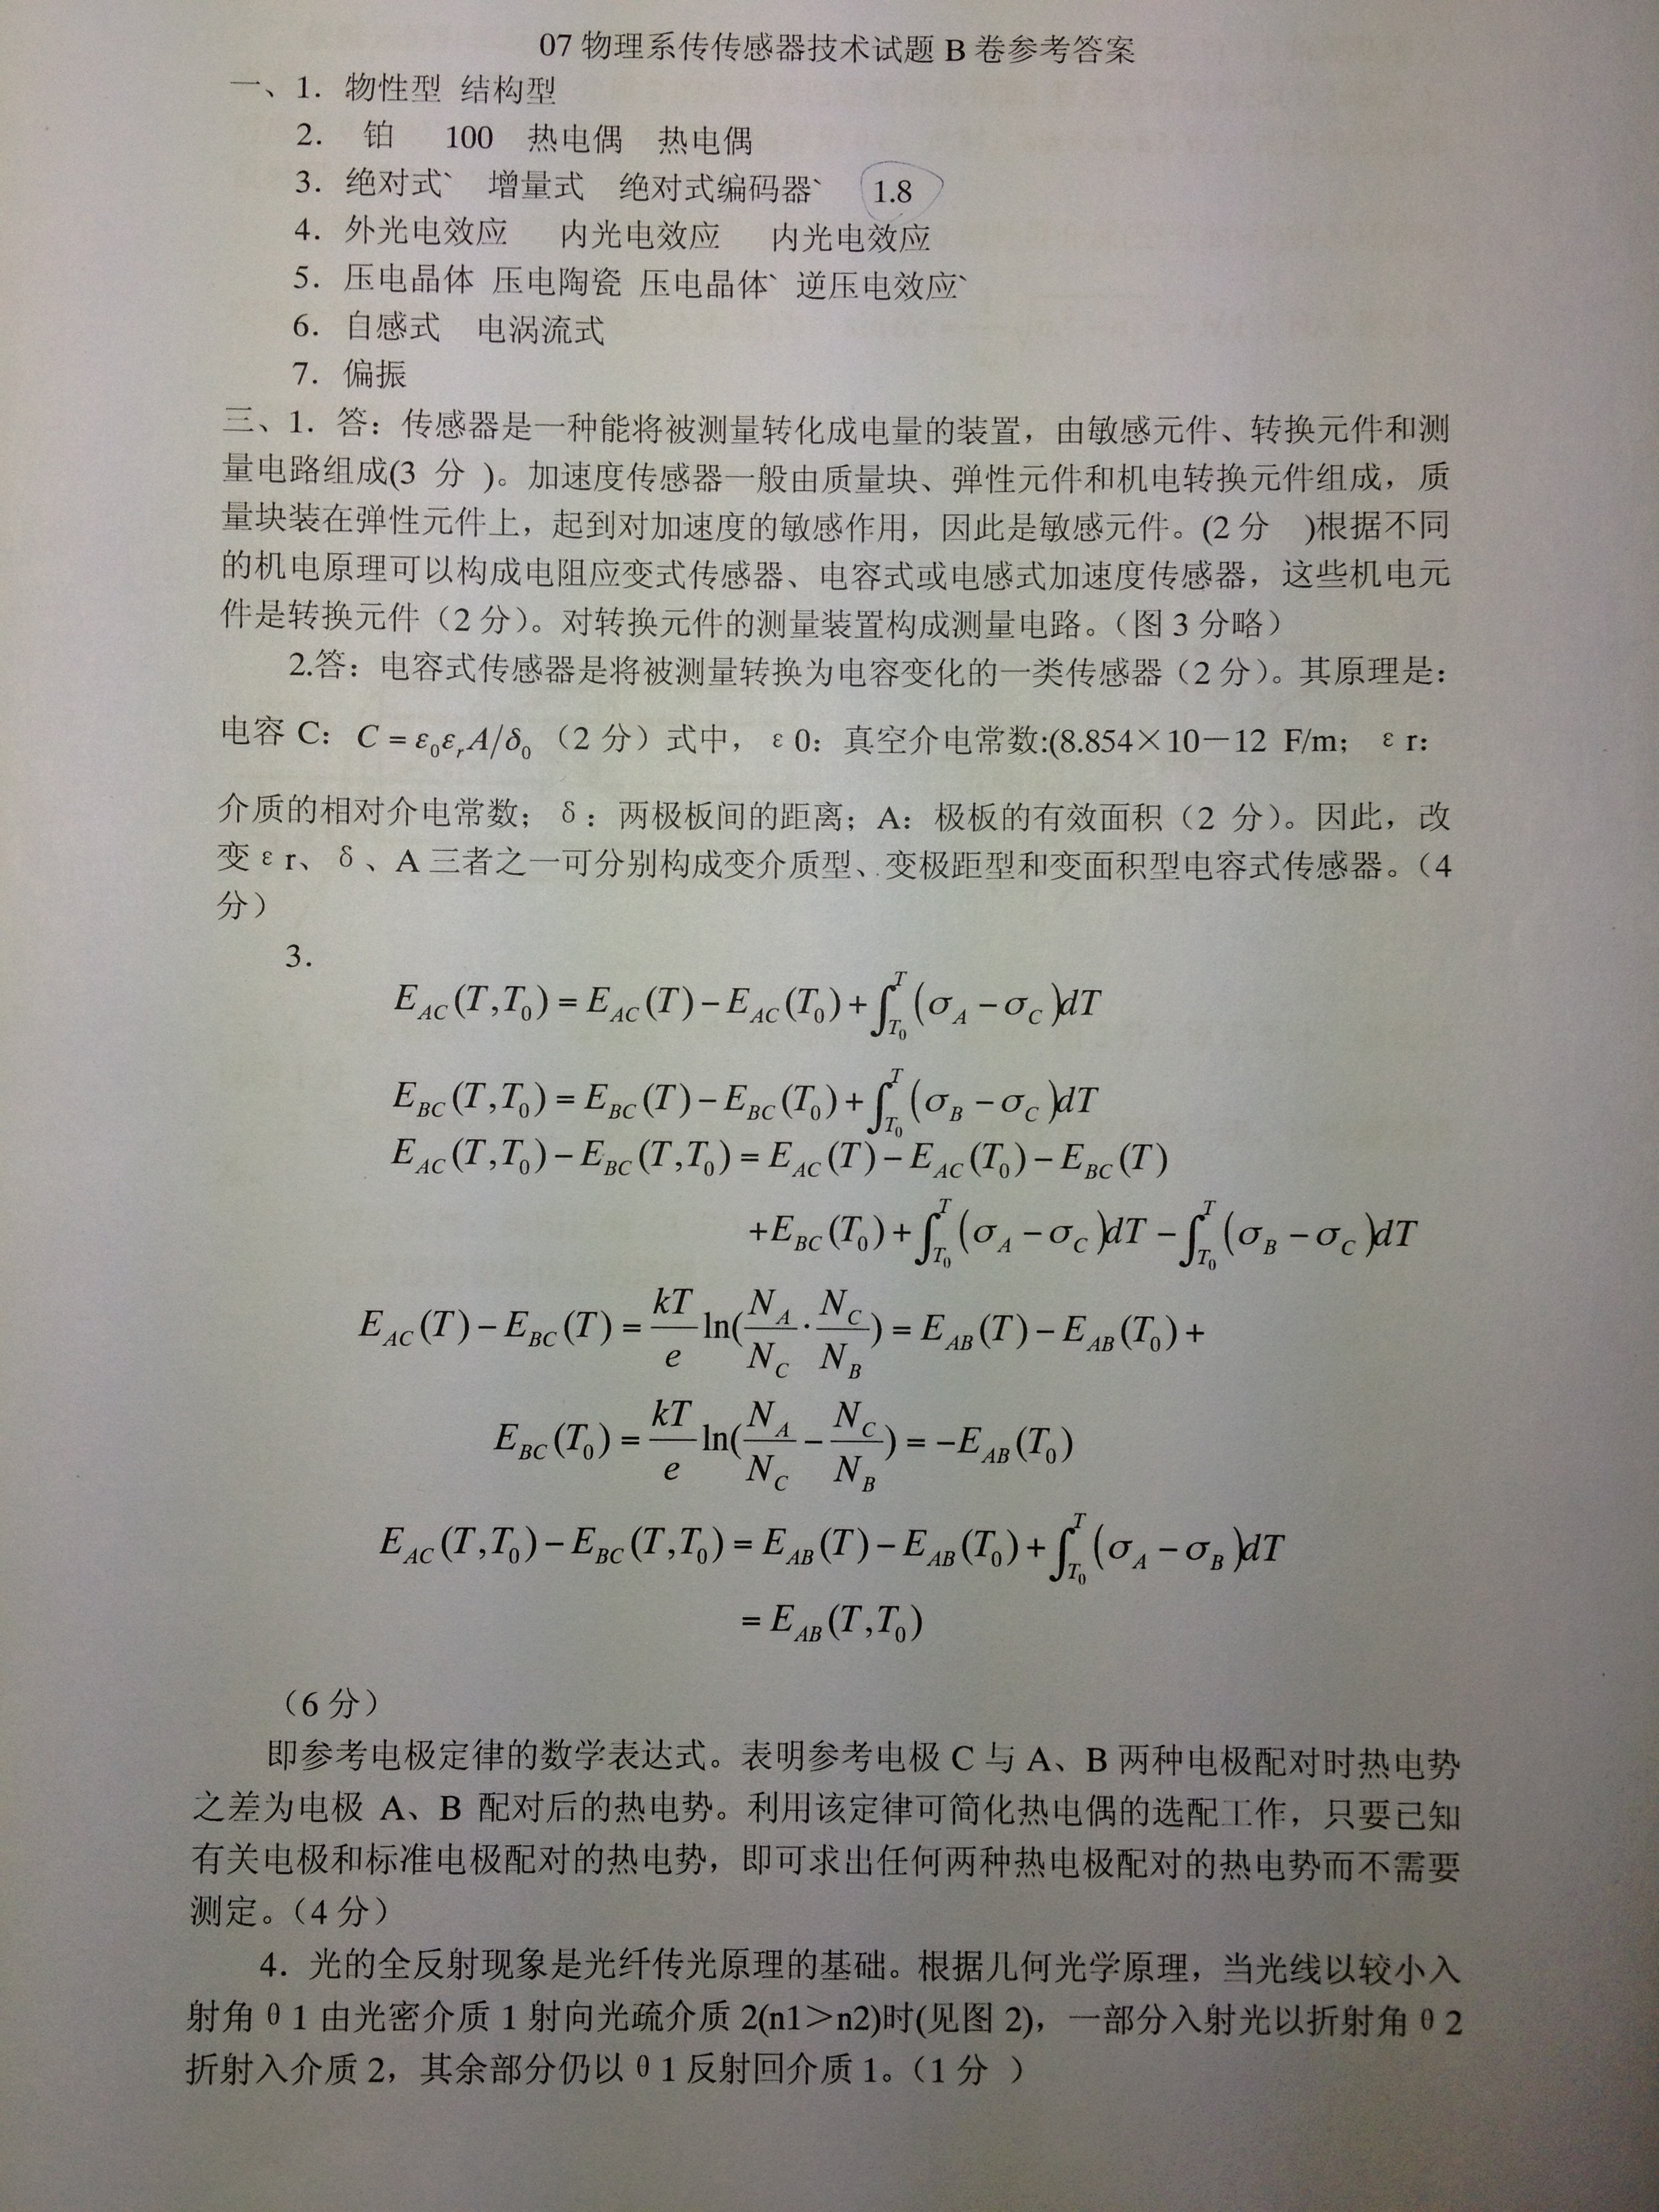 07 物理系传传感器技术试题 B 卷参考答案
一、1. 物性型 结构型
2. 铂 100 热电偶 热电偶
3. 绝对式` 增量式 绝对式编码器` 1.8
4. 外光电效应 内光电效应 内光电效应
5. 压电晶体 压电陶瓷 压电晶体` 逆压电效应`
6. 自感式 电涡流式
7. 偏振
三、1. 答：传感器是一种能将被测量转化成电量的装置，由敏感元件、转换元件和测
量电路组成(3 分 )。加速度传感器一般由质量块、弹性元件和机电转换元件组成，质
量块装在弹性元件上，起到对加速度的敏感作用，因此是敏感元件。(2 分 )根据不同
的机电原理可以构成电阻应变式传感器、电容式或电感式加速度传感器，这些机电元
件是转换元件（2 分）。对转换元件的测量装置构成测量电路。（图 3 分略）
2.答：电容式传感器是将被测量转换为电容变化的一类传感器（2 分）。其原理是：
电容 C： C = ε₀εᵣA/δ₀ （2 分）式中， ε0：真空介电常数:(8.854×10－12 F/m； εr：
介质的相对介电常数； δ：两极板间的距离；A：极板的有效面积（2 分）。因此，改
变εr、 δ、A 三者之一可分别构成变介质型、变极距型和变面积型电容式传感器。（4
分）
3.
E_{AC}(T,T_0) = E_{AC}(T) − E_{AC}(T_0) + ∫_{T_0}^{T}(σ_A − σ_C)dT
E_{BC}(T,T_0) = E_{BC}(T) − E_{BC}(T_0) + ∫_{T_0}^{T}(σ_B − σ_C)dT
E_{AC}(T,T_0) − E_{BC}(T,T_0) = E_{AC}(T) − E_{AC}(T_0) − E_{BC}(T)
+E_{BC}(T_0) + ∫_{T_0}^{T}(σ_A − σ_C)dT − ∫_{T_0}^{T}(σ_B − σ_C)dT
E_{AC}(T) − E_{BC}(T) = \frac{kT}{e} ln(\frac{N_A}{N_C}·\frac{N_C}{N_B}) = E_{AB}(T) − E_{AB}(T_0) +
E_{BC}(T_0) = \frac{kT}{e} ln(\frac{N_A}{N_C} − \frac{N_C}{N_B}) = −E_{AB}(T_0)
E_{AC}(T,T_0) − E_{BC}(T,T_0) = E_{AB}(T) − E_{AB}(T_0) + ∫_{T_0}^{T}(σ_A − σ_B)dT
= E_{AB}(T,T_0)
（6 分）
即参考电极定律的数学表达式。表明参考电极 C 与 A、B 两种电极配对时热电势
之差为电极 A、B 配对后的热电势。利用该定律可简化热电偶的选配工作，只要已知
有关电极和标准电极配对的热电势，即可求出任何两种热电极配对的热电势而不需要
测定。（4 分）
4. 光的全反射现象是光纤传光原理的基础。根据几何光学原理，当光线以较小入
射角θ1 由光密介质 1 射向光疏介质 2(n1＞n2)时(见图 2)，一部分入射光以折射角θ2
折射入介质 2，其余部分仍以θ1 反射回介质 1。（1 分 ）